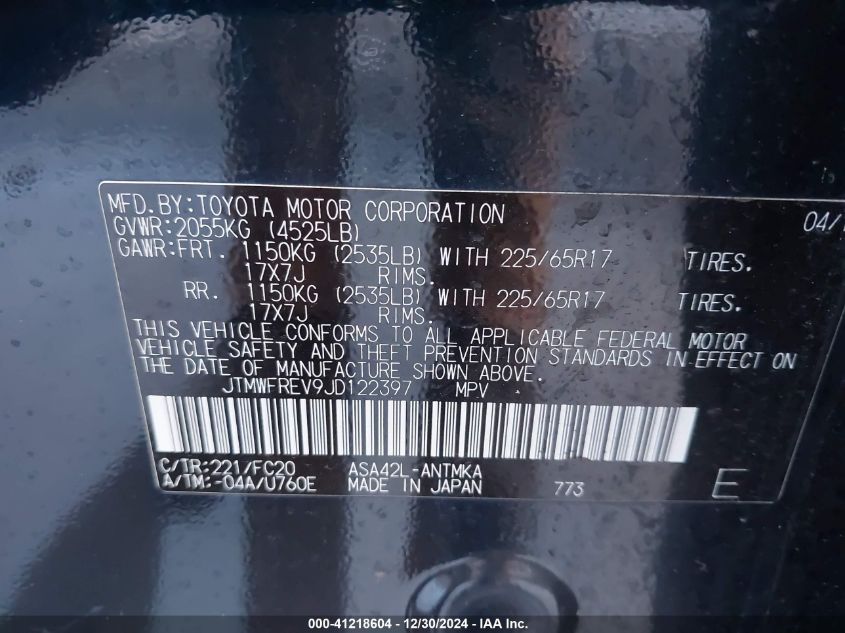 MFD.BY:TOYOTA MOTOR CORPORATION 04/1
GVWR:2055KG (4525LB)
GAWR:FRT. 1150KG (2535LB) WITH 225/65R17 TIRES.
17X7J RIMS.
RR. 1150KG (2535LB) WITH 225/65R17 TIRES.
17X7J RIMS.
THIS VEHICLE CONFORMS TO ALL APPLICABLE FEDERAL MOTOR
VEHICLE SAFETY AND THEFT PREVENTION STANDARDS IN EFFECT ON
THE DATE OF MANUFACTURE SHOWN ABOVE.
JTMWFREV9JD122397 MPV
C/TR:221/FC20 ASA42L-ANTMKA
A/TM:-04A/U760E MADE IN JAPAN 773 E
000-41218604 - 12/30/2024 - IAA Inc.